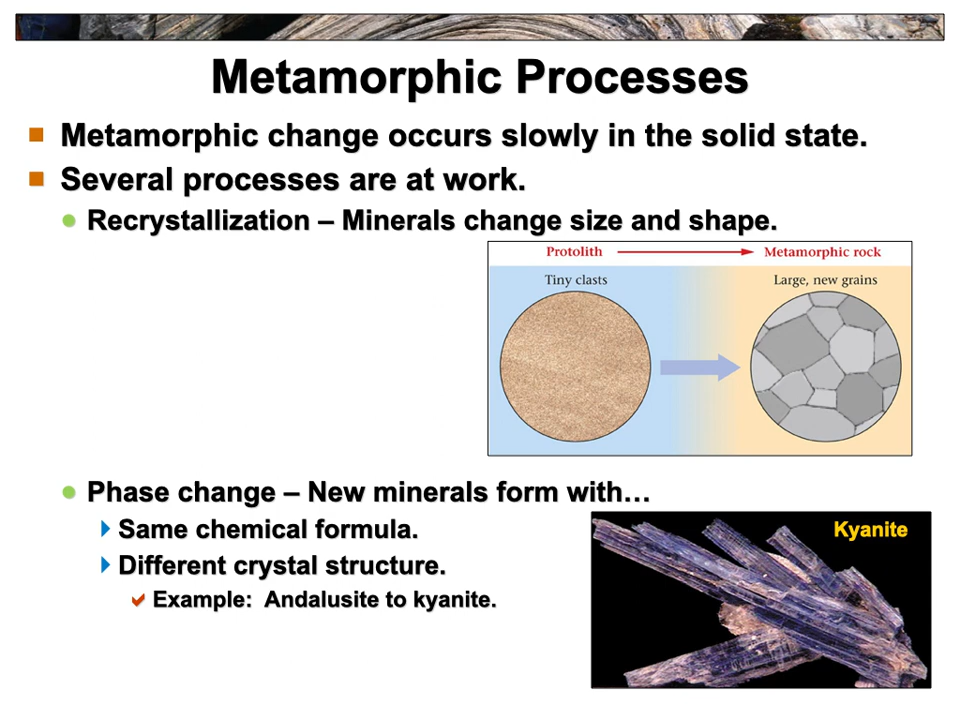 Metamorphic Processes
Metamorphic change occurs slowly in the solid state.
Several processes are at work.
Recrystallization – Minerals change size and shape.
Protolith
Metamorphic rock
Tiny clasts
Large, new grains
Phase change – New minerals form with…
Same chemical formula.
Different crystal structure.
Example: Andalusite to kyanite.
Kyanite